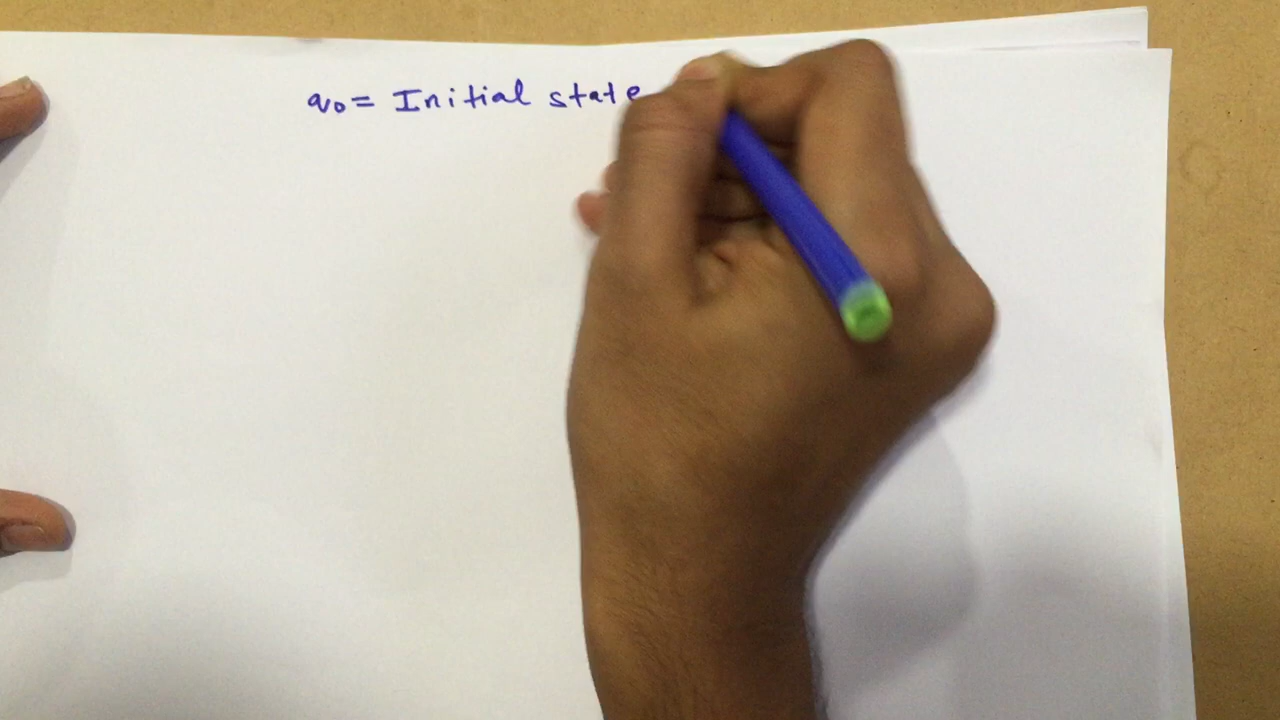 q0 = Initial state